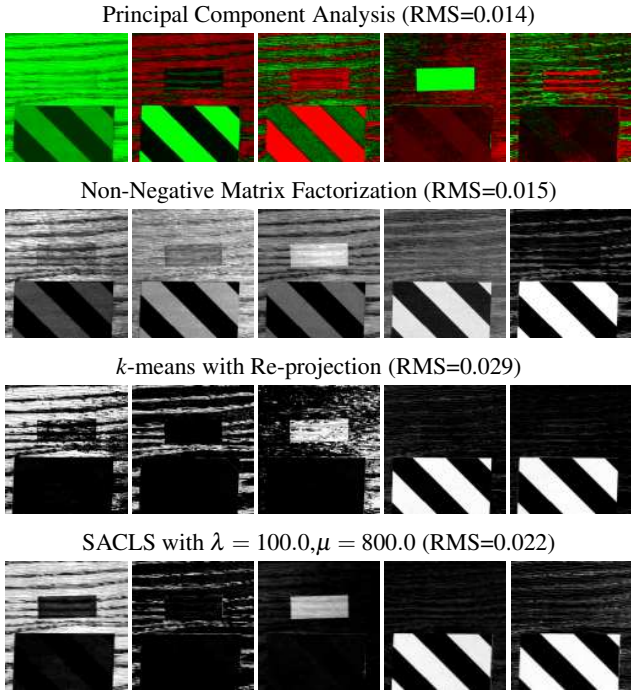 Principal Component Analysis (RMS=0.014)
Non-Negative Matrix Factorization (RMS=0.015)
k-means with Re-projection (RMS=0.029)
SACLS with λ = 100.0,μ = 800.0 (RMS=0.022)